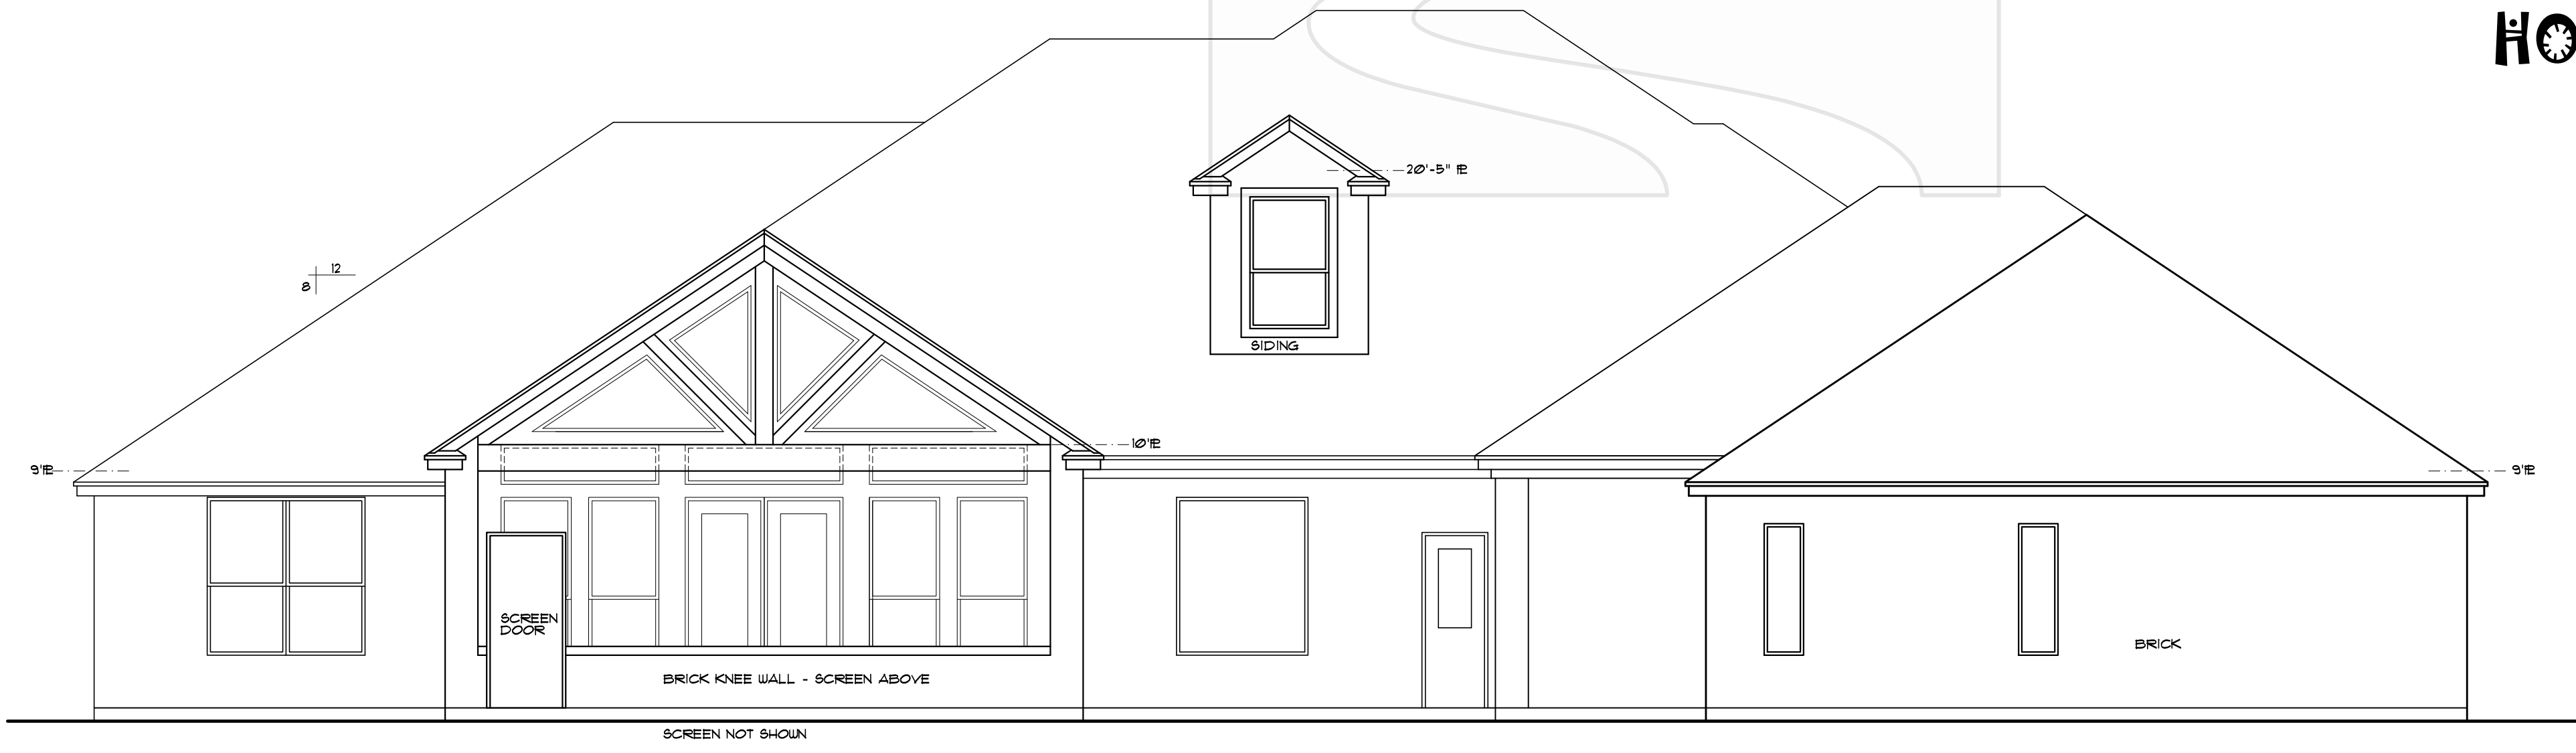 HO
20'-5" PL
12
8
SIDING
10' PL
9' PL
9' PL
SCREEN
DOOR
BRICK
BRICK KNEE WALL - SCREEN ABOVE
SCREEN NOT SHOWN